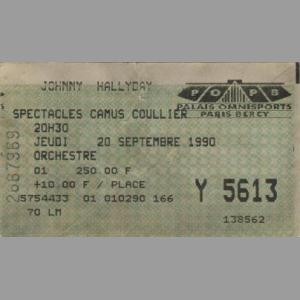 JOHNNY HALLYDAY
POPB
PALAIS OMNISPORTS
PARIS BERCY
SPECTACLES CAMUS COULLIER
20H30
JEUDI 20 SEPTEMBRE 1990
ORCHESTRE
01 250.00 F
+10.00 F / PLACE
Y 5613
5754433 01 010290 166
70 LM
138562